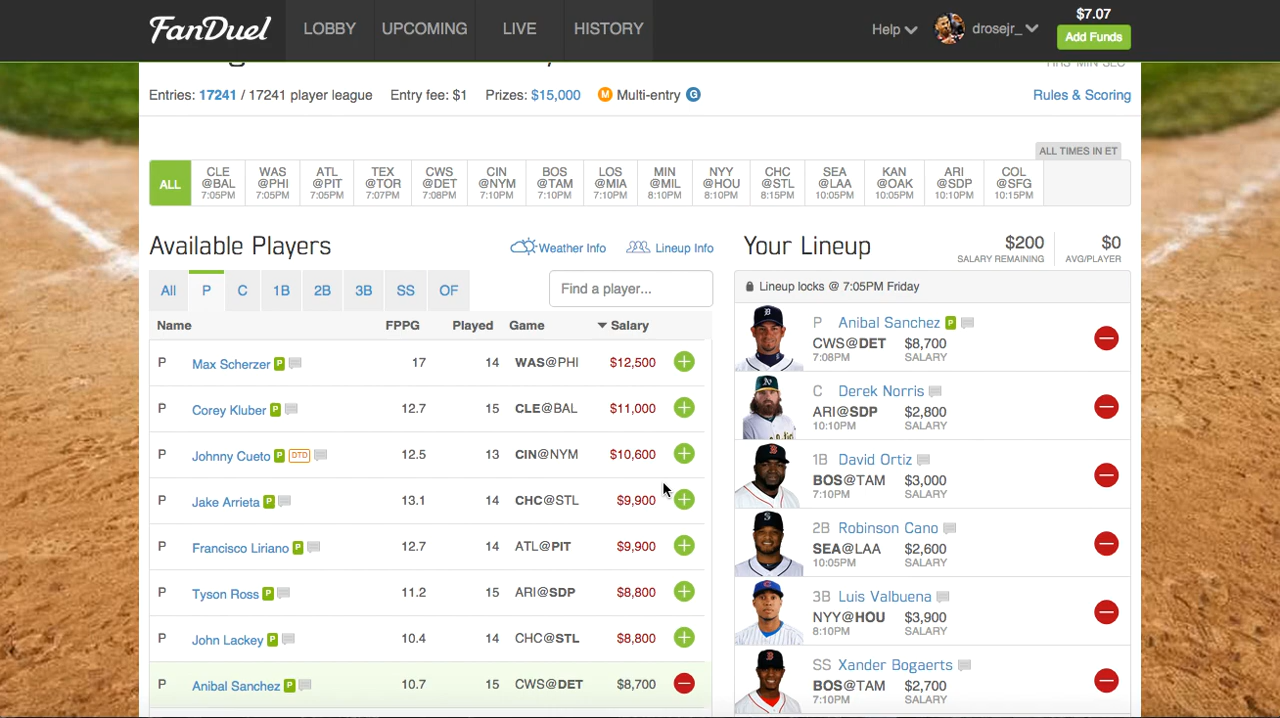 FanDuel LOBBY UPCOMING LIVE HISTORY Help drosejr_ $7.07
Add Funds
Entries: 17241 / 17241 player league Entry fee: $1 Prizes: $15,000 M Multi-entry G Rules & Scoring
ALL TIMES IN ET
ALL
CLE @BAL 7:05PM
WAS @PHI 7:05PM
ATL @PIT 7:05PM
TEX @TOR 7:07PM
CWS @DET 7:08PM
CIN @NYM 7:10PM
BOS @TAM 7:10PM
LOS @MIA 7:10PM
MIN @MIL 8:10PM
NYY @HOU 8:10PM
CHC @STL 8:15PM
SEA @LAA 10:05PM
KAN @OAK 10:05PM
ARI @SDP 10:10PM
COL @SFG 10:15PM
Available Players Weather Info Lineup Info
All P C 1B 2B 3B SS OF Find a player...
Name FPPG Played Game Salary
P Max Scherzer P 17 14 WAS@PHI $12,500
P Corey Kluber P 12.7 15 CLE@BAL $11,000
P Johnny Cueto P DTD 12.5 13 CIN@NYM $10,600
P Jake Arrieta P 13.1 14 CHC@STL $9,900
P Francisco Liriano P 12.7 14 ATL@PIT $9,900
P Tyson Ross P 11.2 15 ARI@SDP $8,800
P John Lackey P 10.4 14 CHC@STL $8,800
P Anibal Sanchez P 10.7 15 CWS@DET $8,700
Your Lineup $200 $0
SALARY REMAINING AVG/PLAYER
Lineup locks @ 7:05PM Friday
P Anibal Sanchez P
CWS@DET $8,700
7:08PM SALARY
C Derek Norris
ARI@SDP $2,800
10:10PM SALARY
1B David Ortiz
BOS@TAM $3,000
7:10PM SALARY
2B Robinson Cano
SEA@LAA $2,600
10:05PM SALARY
3B Luis Valbuena
NYY@HOU $3,900
8:10PM SALARY
SS Xander Bogaerts
BOS@TAM $2,700
7:10PM SALARY